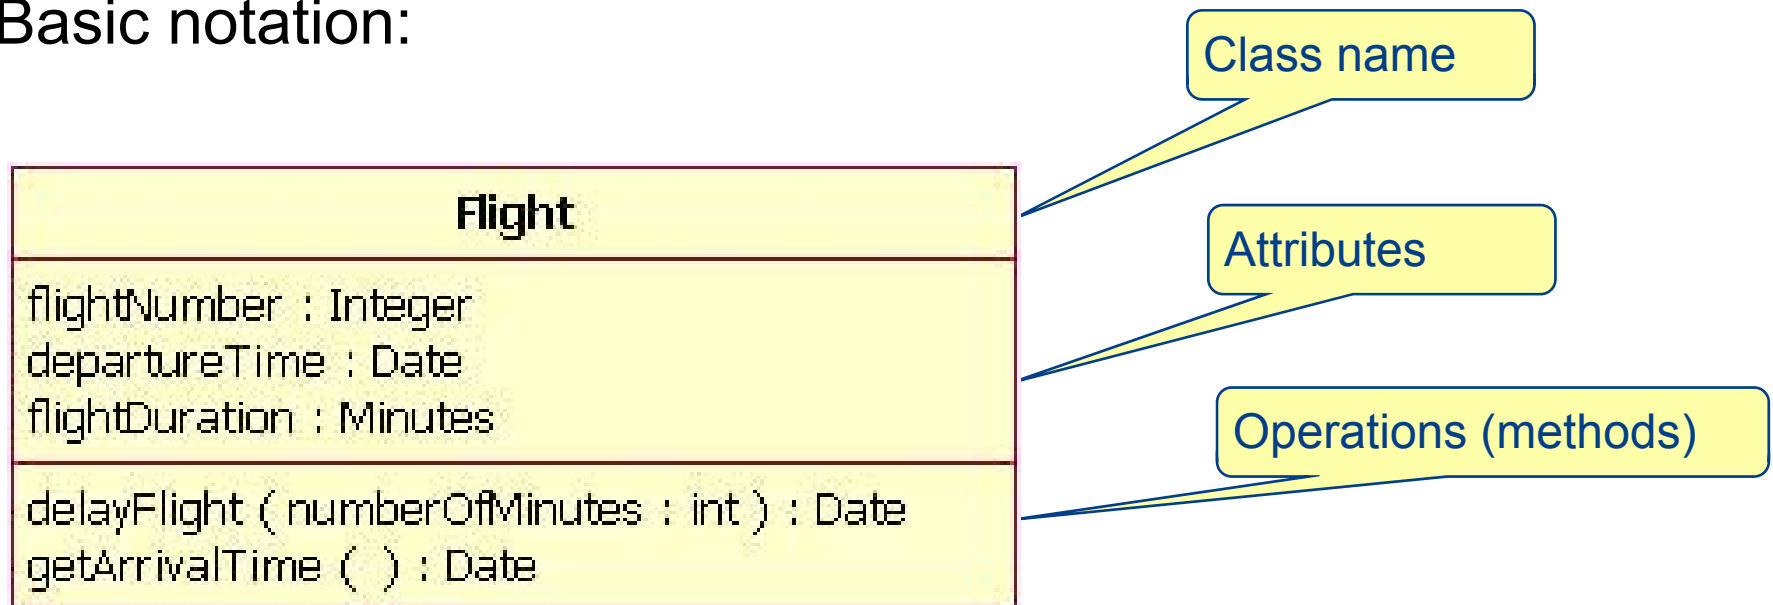 Basic notation:
Class name
Flight
Attributes
flightNumber : Integer
departureTime : Date
flightDuration : Minutes
Operations (methods)
delayFlight ( numberOfMinutes : int ) : Date
getArrivalTime ( ) : Date